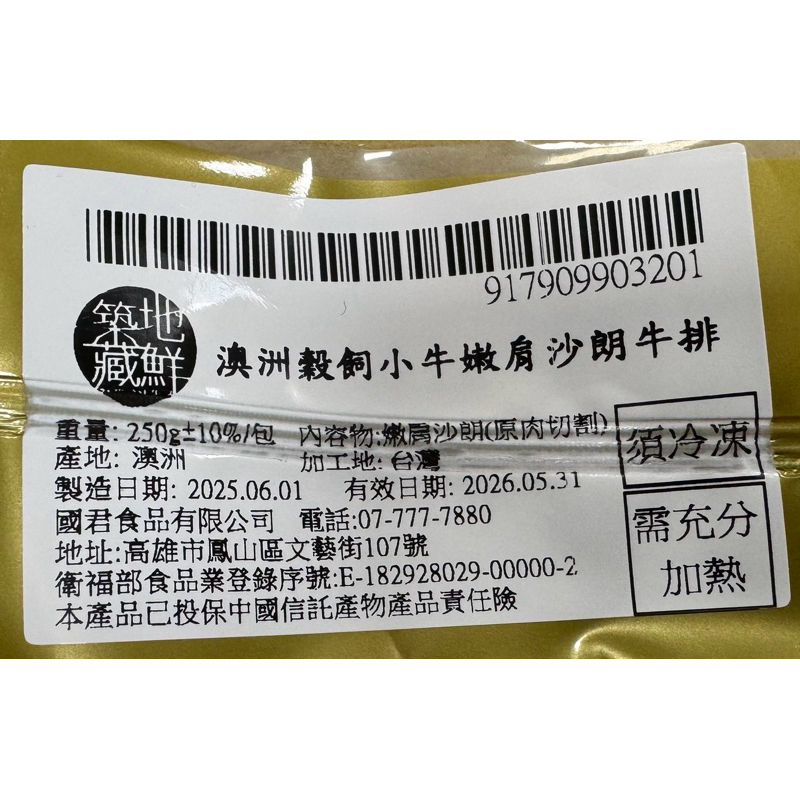 917909903201
築地
藏鮮
澳洲穀飼小牛嫩肩沙朗牛排
重量: 250g±10%/包 內容物:嫩肩沙朗(原肉切割)
產地: 澳洲 加工地: 台灣
須冷凍
製造日期: 2025.06.01 有效日期: 2026.05.31
國君食品有限公司 電話:07-777-7880
地址:高雄市鳳山區文藝街107號
衛福部食品業登錄序號:E-182928029-00000-2
本產品已投保中國信託產物產品責任險
需充分
加熱